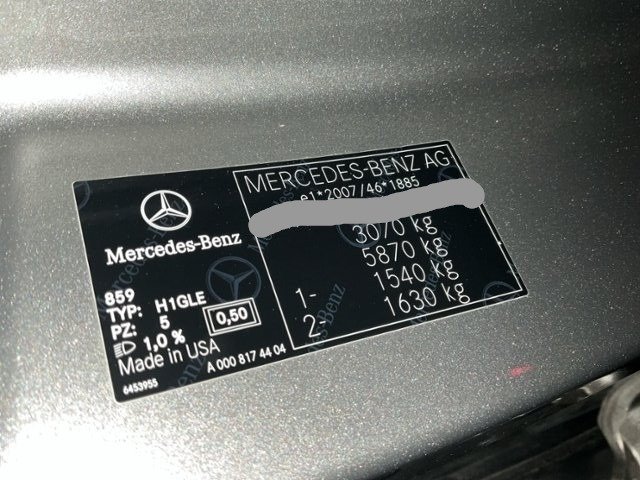 Mercedes-Benz
859
TYP: H1GLE
PZ: 5
1,0 % 0,50
Made in USA
6453955
A 000 817 44 04
MERCEDES-BENZ AG
e1*2007/46*1885
3070 kg
5870 kg
1- 1540 kg
2- 1630 kg